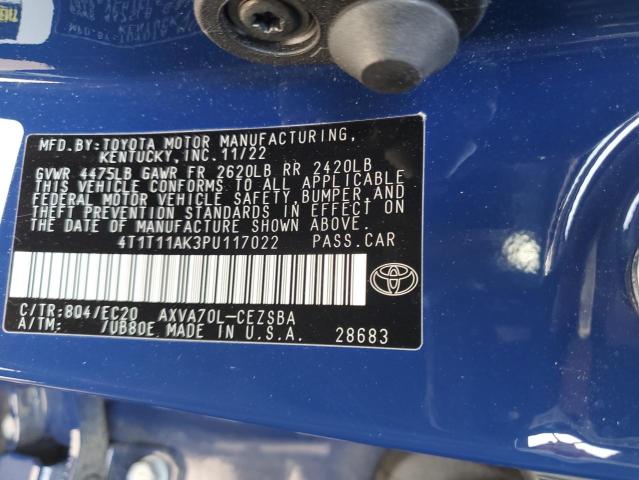 MFD.BY:TOYOTA MOTOR MANUFACTURING,
KENTUCKY, INC. 11/22
GVWR 4475LB GAWR FR 2620LB RR 2420LB
THIS VEHICLE CONFORMS TO ALL APPLICABLE
FEDERAL MOTOR VEHICLE SAFETY, BUMPER, AND
THEFT PREVENTION STANDARDS IN EFFECT ON
THE DATE OF MANUFACTURE SHOWN ABOVE.
4T1T11AK3PU117022 PASS.CAR
C/TR:8Q4/EC20 AXVA70L-CEZSBA
A/TM: /UB80E MADE IN U.S.A. 28683